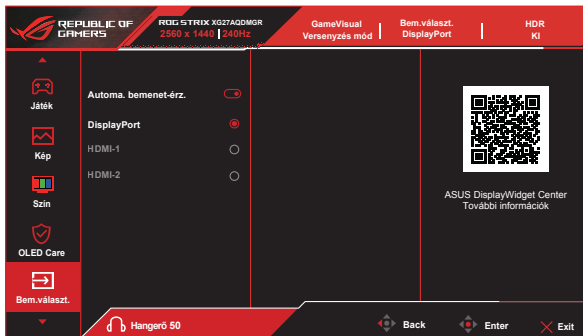 REPUBLIC OF
GAMERS
ROG STRIX XG27AQDMGR
2560 x 1440 240Hz
GameVisual
Versenyzés mód
Bem.választ.
DisplayPort
HDR
KI
Játék
Kép
Szín
OLED Care
Bem.választ.
Automa. bemenet-érz.
DisplayPort
HDMI-1
HDMI-2
ASUS DisplayWidget Center
További információk
Hangerő 50
Back
Enter
Exit